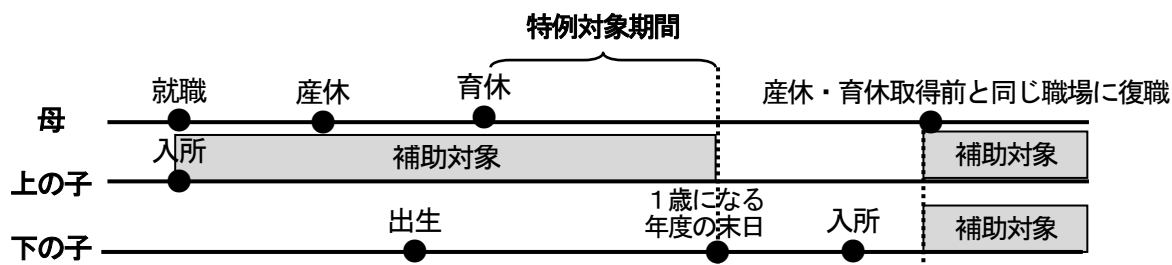 特例対象期間
就職
産休
育休
産休・育休取得前と同じ職場に復職
母
入所
補助対象
補助対象
上の子
出生
１歳になる
年度の末日
入所
補助対象
下の子